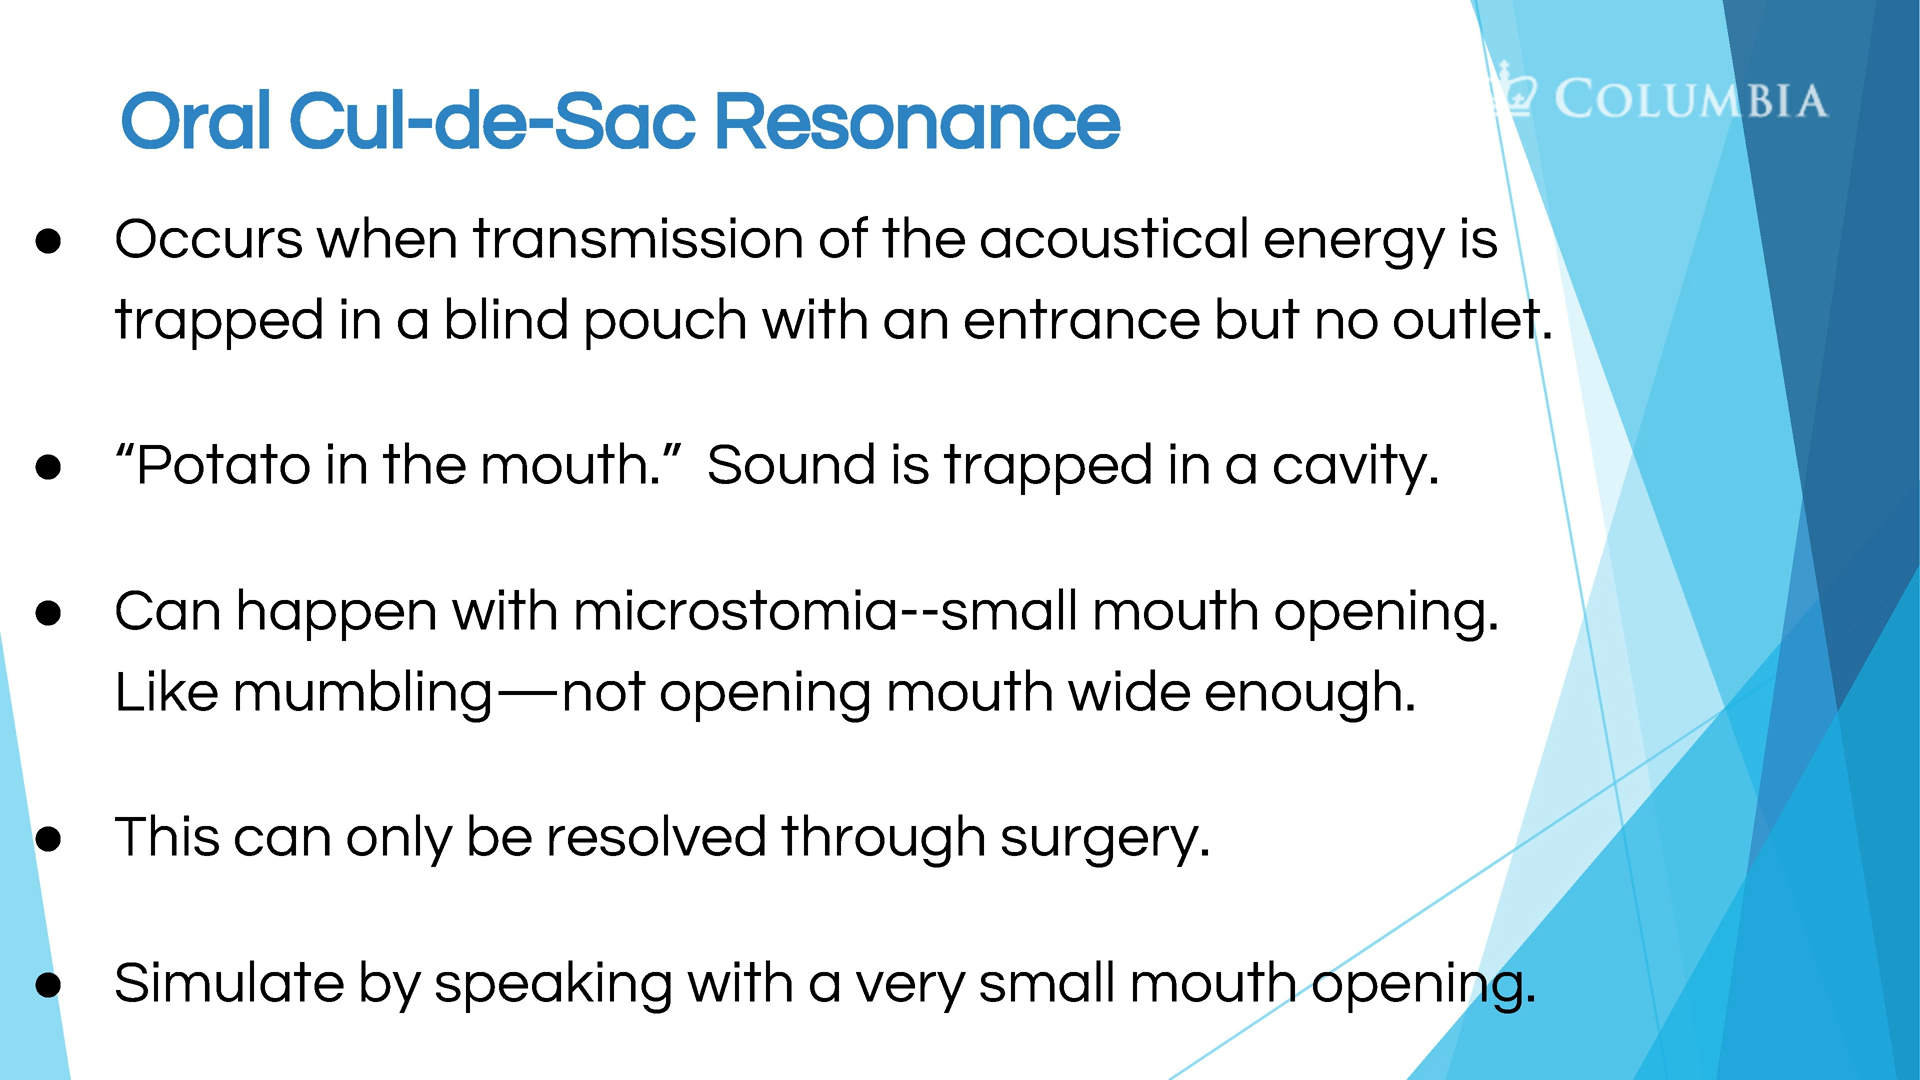 COLUMBIA
Oral Cul-de-Sac Resonance
● Occurs when transmission of the acoustical energy is
trapped in a blind pouch with an entrance but no outlet.
● “Potato in the mouth.”  Sound is trapped in a cavity.
● Can happen with microstomia--small mouth opening.
Like mumbling—not opening mouth wide enough.
● This can only be resolved through surgery.
● Simulate by speaking with a very small mouth opening.